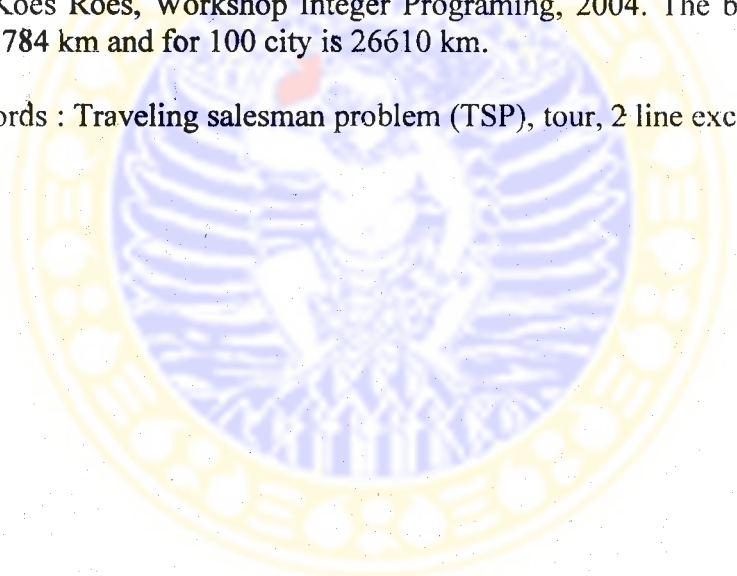 Koes Roes, Workshop Integer Programing, 2004. The b
784 km and for 100 city is 26610 km.
ords : Traveling salesman problem (TSP), tour, 2 line exc